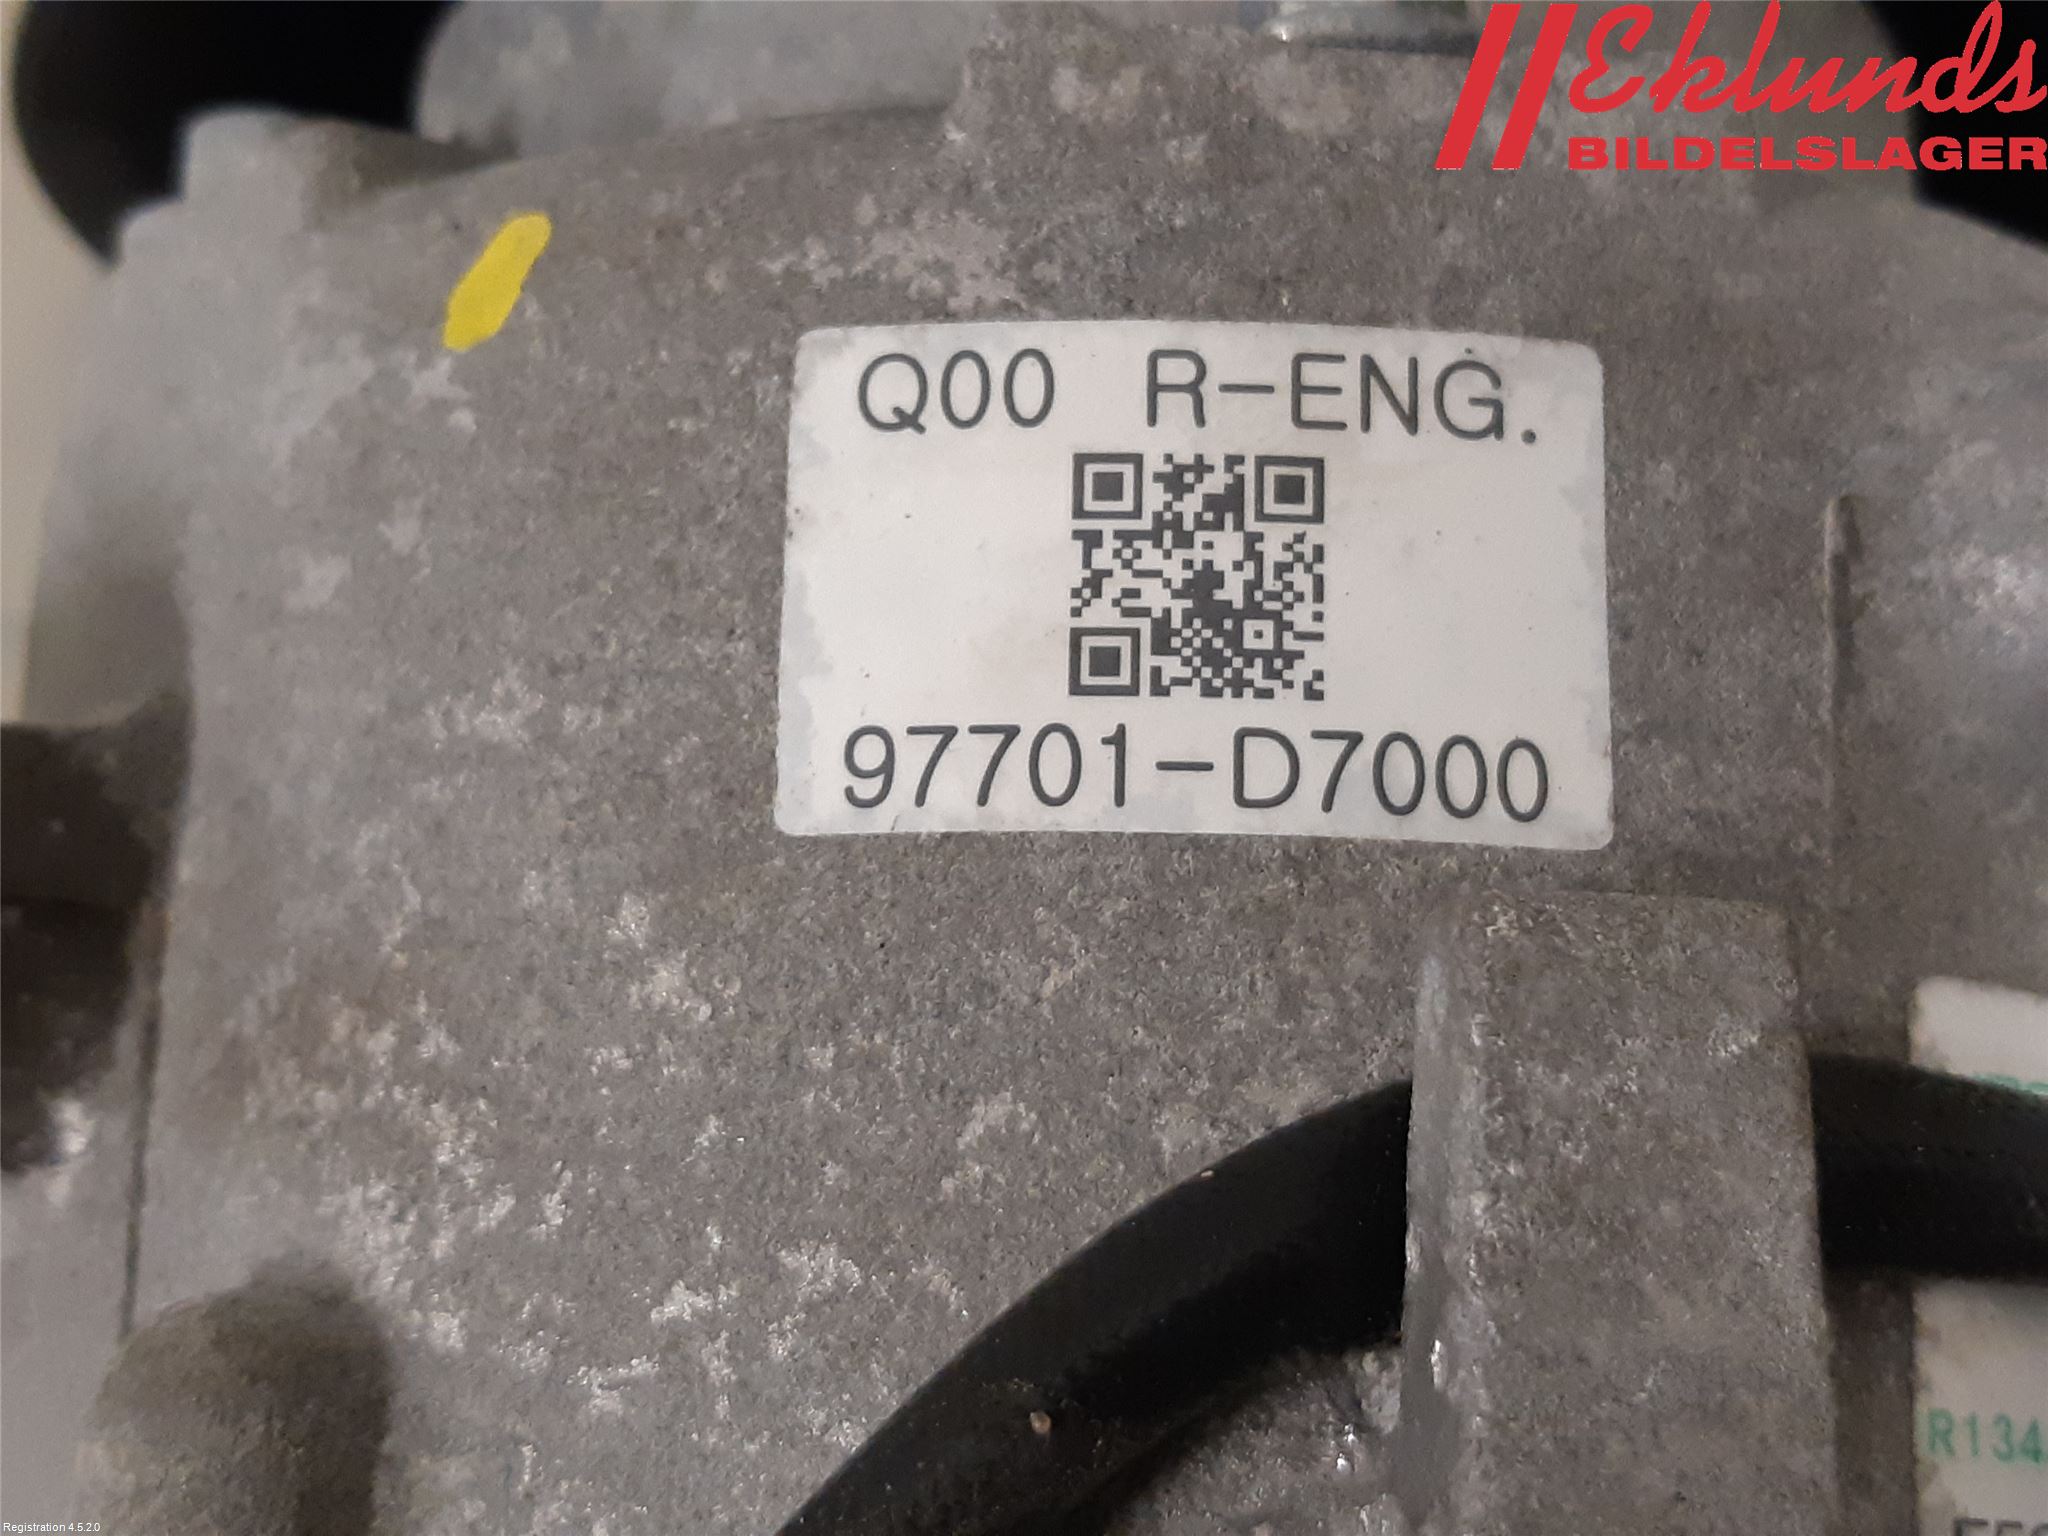 Eklunds
BILDELSLAGER
Q00 R-ENG.
97701-D7000
R134
Registration 4.5.2.0